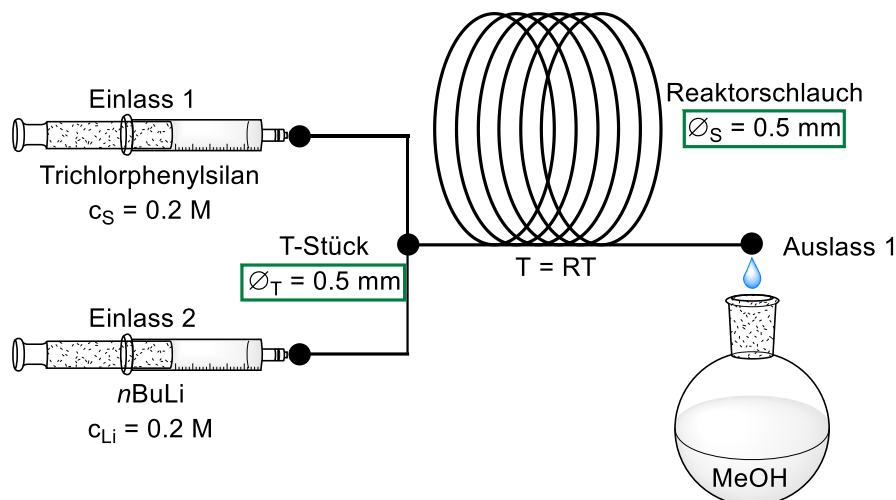 Einlass 1
Trichlorphenylsilan
c_S = 0.2 M
Reaktorschlauch
∅_S = 0.5 mm
T-Stück
∅_T = 0.5 mm
T = RT
Auslass 1
Einlass 2
nBuLi
c_Li = 0.2 M
MeOH